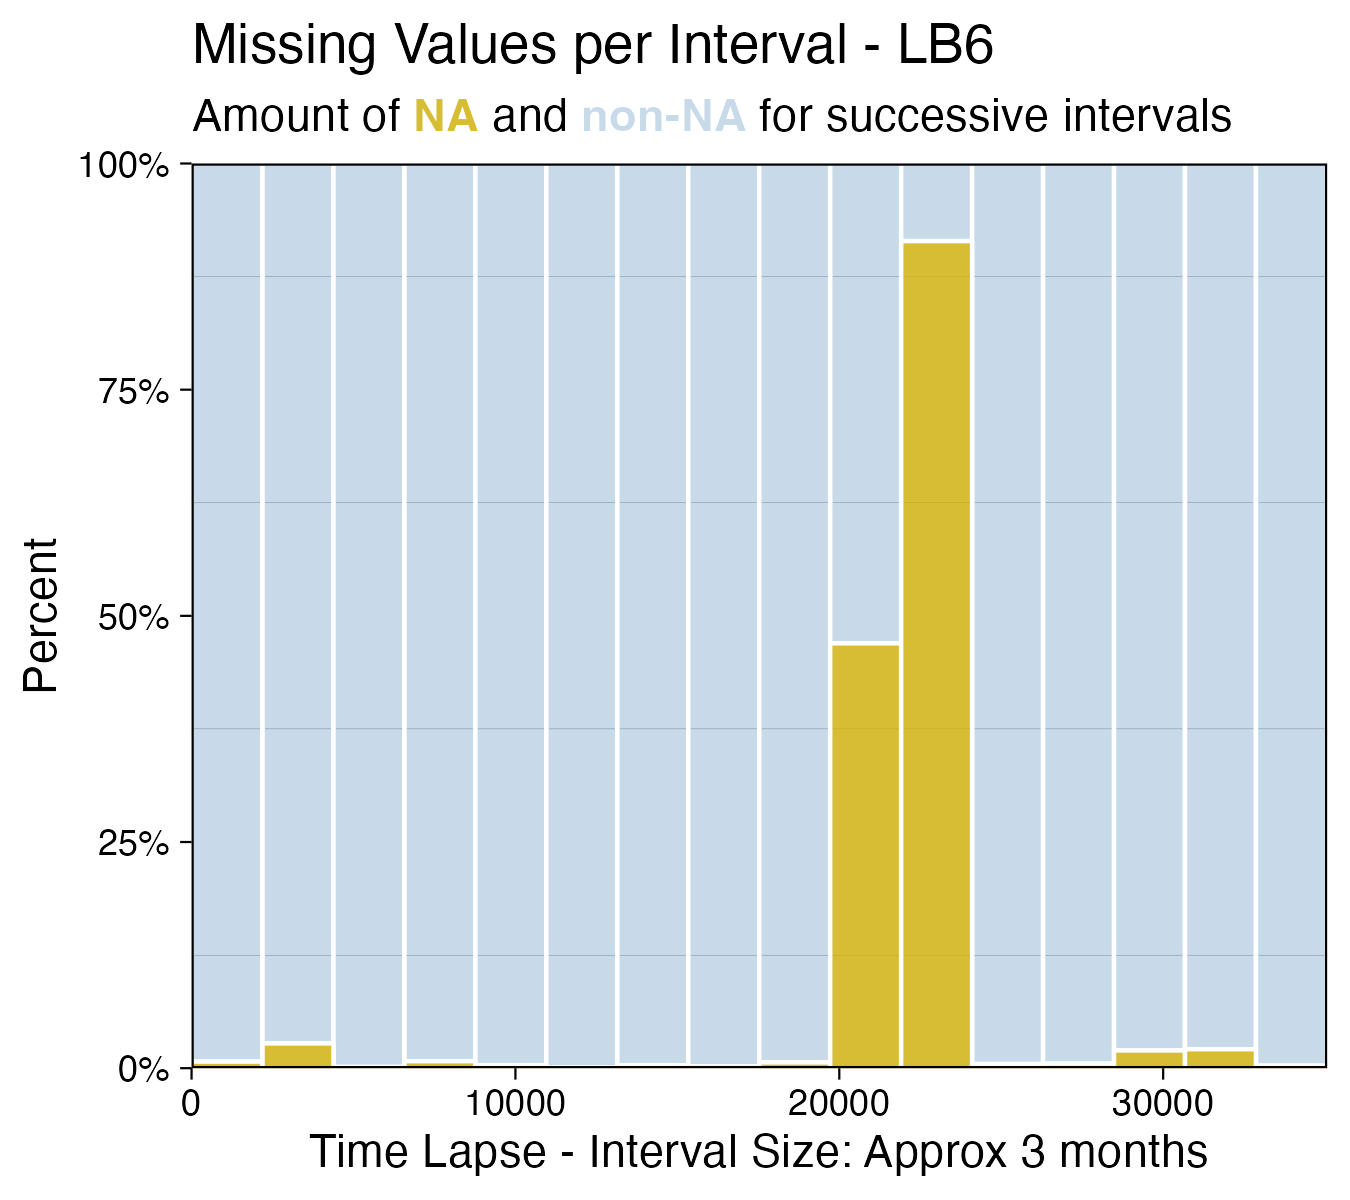 Missing Values per Interval - LB6
Amount of NA and non-NA for successive intervals
100%
75%
50%
25%
0%
Percent
0 10000 20000 30000
Time Lapse - Interval Size: Approx 3 months